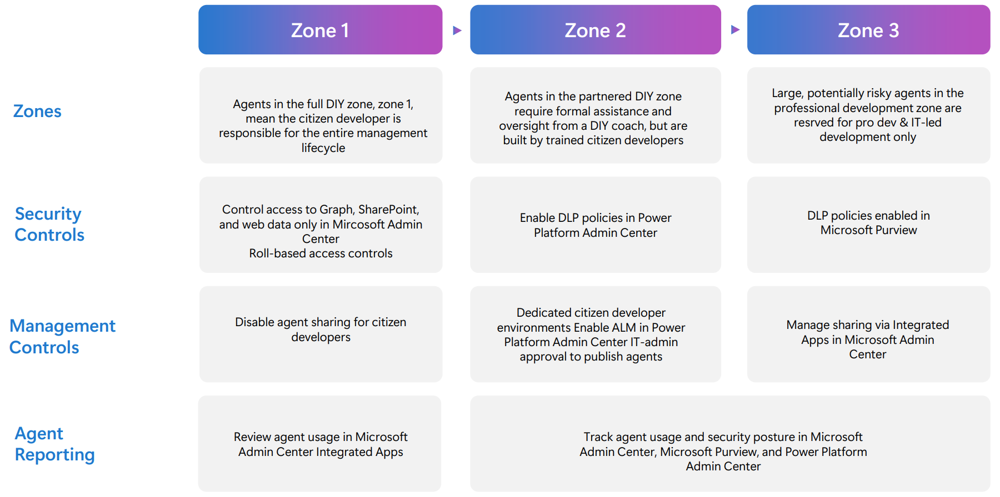 Zone 1
Zone 2
Zone 3
Zones
Agents in the full DIY zone, zone 1,
mean the citizen developer is
responsible for the entire management
lifecycle
Agents in the partnered DIY zone
require formal assistance and
oversight from a DIY coach, but are
built by trained citizen developers
Large, potentially risky agents in the
professional development zone are
resrved for pro dev & IT-led
development only
Security
Controls
Control access to Graph, SharePoint,
and web data only in Mircosoft Admin
Center
Roll-based access controls
Enable DLP policies in Power
Platform Admin Center
DLP policies enabled in
Microsoft Purview
Management
Controls
Disable agent sharing for citizen
developers
Dedicated citizen developer
environments Enable ALM in Power
Platform Admin Center IT-admin
approval to publish agents
Manage sharing via Integrated
Apps in Microsoft Admin
Center
Agent
Reporting
Review agent usage in Microsoft
Admin Center Integrated Apps
Track agent usage and security posture in Microsoft
Admin Center, Microsoft Purview, and Power Platform
Admin Center